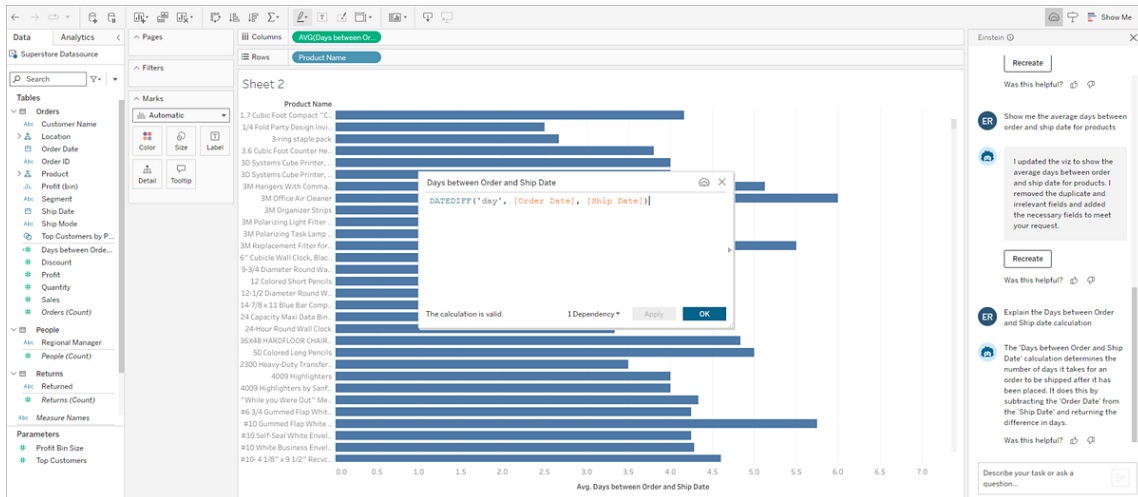 Show Me
Data
Analytics
Superstore Datasource
Search
Tables
Orders
Abc Customer Name
Location
Order Date
Abc Order ID
Product
Profit (bin)
Abc Segment
Ship Date
Abc Ship Mode
Top Customers by P...
Days between Orde...
Discount
Profit
Quantity
Sales
Orders (Count)
People
Abc Regional Manager
People (Count)
Returns
Abc Returned
Returns (Count)
Abc Measure Names
Parameters
Profit Bin Size
Top Customers
Pages
Filters
Marks
Automatic
Color
Size
Label
Detail
Tooltip
Columns
AVG(Days between Or...
Rows
Product Name
Sheet 2
Product Name
1.7 Cubic Foot Compact "C...
1/4 Fold Party Design Invi...
3-ring staple pack
3.6 Cubic Foot Counter He...
3D Systems Cube Printer, ...
3D Systems Cube Printer, ...
3M Hangers With Comma...
3M Office Air Cleaner
3M Organizer Strips
3M Polarizing Light Filter ...
3M Polarizing Task Lamp ...
3M Replacement Filter for...
6" Cubicle Wall Clock, Blac...
9-3/4 Diameter Round Wa...
12 Colored Short Pencils
12-1/2 Diameter Round W...
14-7/8 x 11 Blue Bar Comp...
24 Capacity Maxi Data Bin...
24-Hour Round Wall Clock
36X48 HARDFLOOR CHAIR...
50 Colored Long Pencils
2300 Heavy-Duty Transfer...
4009 Highlighters
4009 Highlighters by Sanf...
"While you Were Out" Me...
#6 3/4 Gummed Flap Whit...
#10 Gummed Flap White ...
#10 Self-Seal White Envel...
#10 White Business Envel...
#10- 4 1/8" x 9 1/2" Recyc...
0.0 0.5 1.0 1.5 2.0 2.5 3.0 3.5 4.0 4.5 5.0 5.5 6.0 6.5 7.0
Avg. Days between Order and Ship Date
Days between Order and Ship Date
DATEDIFF('day', [Order Date], [Ship Date])
The calculation is valid.
1 Dependency
Apply
OK
Einstein
Recreate
Was this helpful?
ER
Show me the average days between
order and ship date for products
I updated the viz to show the
average days between order
and ship date for products. I
removed the duplicate and
irrelevant fields and added
the necessary fields to meet
your request.
Recreate
Was this helpful?
ER
Explain the Days between Order
and Ship Date calculation
The 'Days between Order and Ship
Date' calculation determines the
number of days it takes for an
order to be shipped after it has
been placed. It does this by
subtracting the 'Order Date' from
the 'Ship Date' and returning the
difference in days.
Was this helpful?
Describe your task or ask a
question...